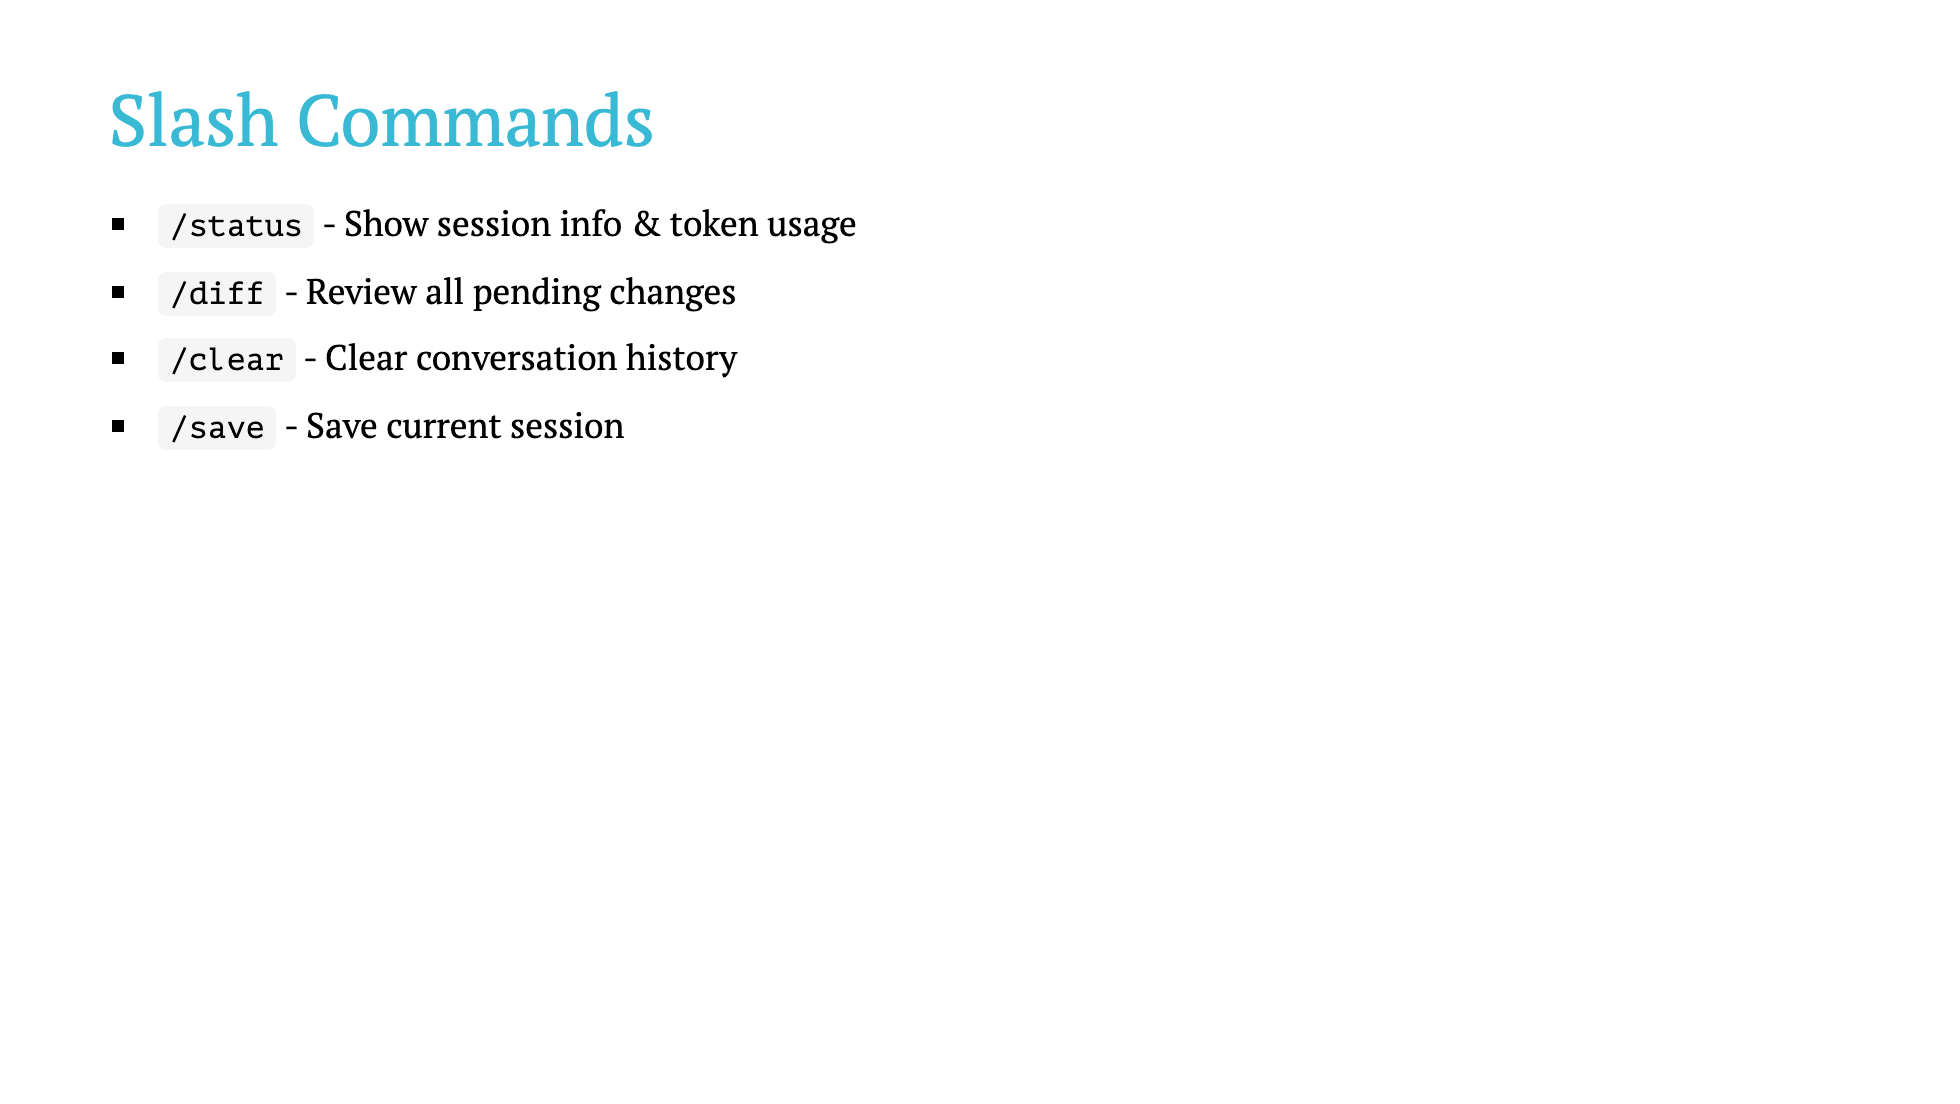 Slash Commands
▪ /status - Show session info & token usage
▪ /diff - Review all pending changes
▪ /clear - Clear conversation history
▪ /save - Save current session